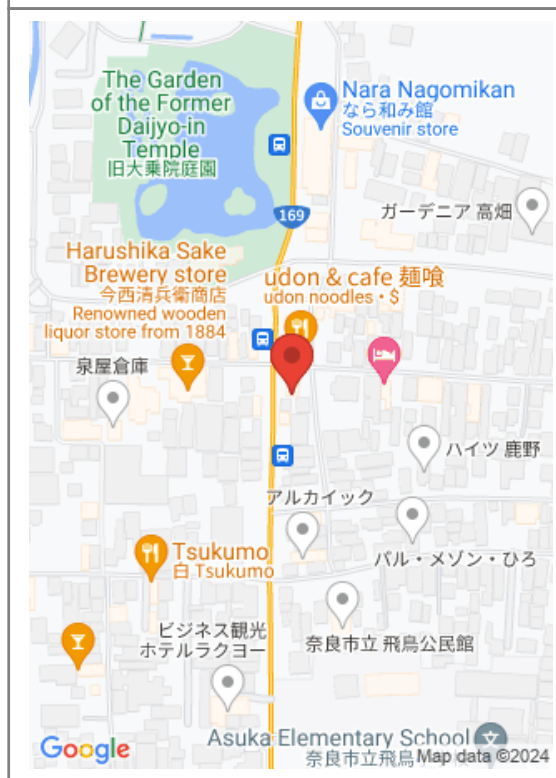 The Garden
of the Former
Daijyo-in
Temple
旧大乗院庭園
Nara Nagomikan
なら和み館
Souvenir store
169
ガーデニア 高畑
Harushika Sake
Brewery store
今西清兵衛商店
Renowned wooden
liquor store from 1884
udon & cafe 麺喰
udon noodles • $
泉屋倉庫
ハイツ 鹿野
アルカイック
Tsukumo
白 Tsukumo
パル・メゾン・ひろ
ビジネス観光
ホテルラクヨー
奈良市立 飛鳥公民館
Asuka Elementary School
奈良市立飛鳥
Google
Map data ©2024